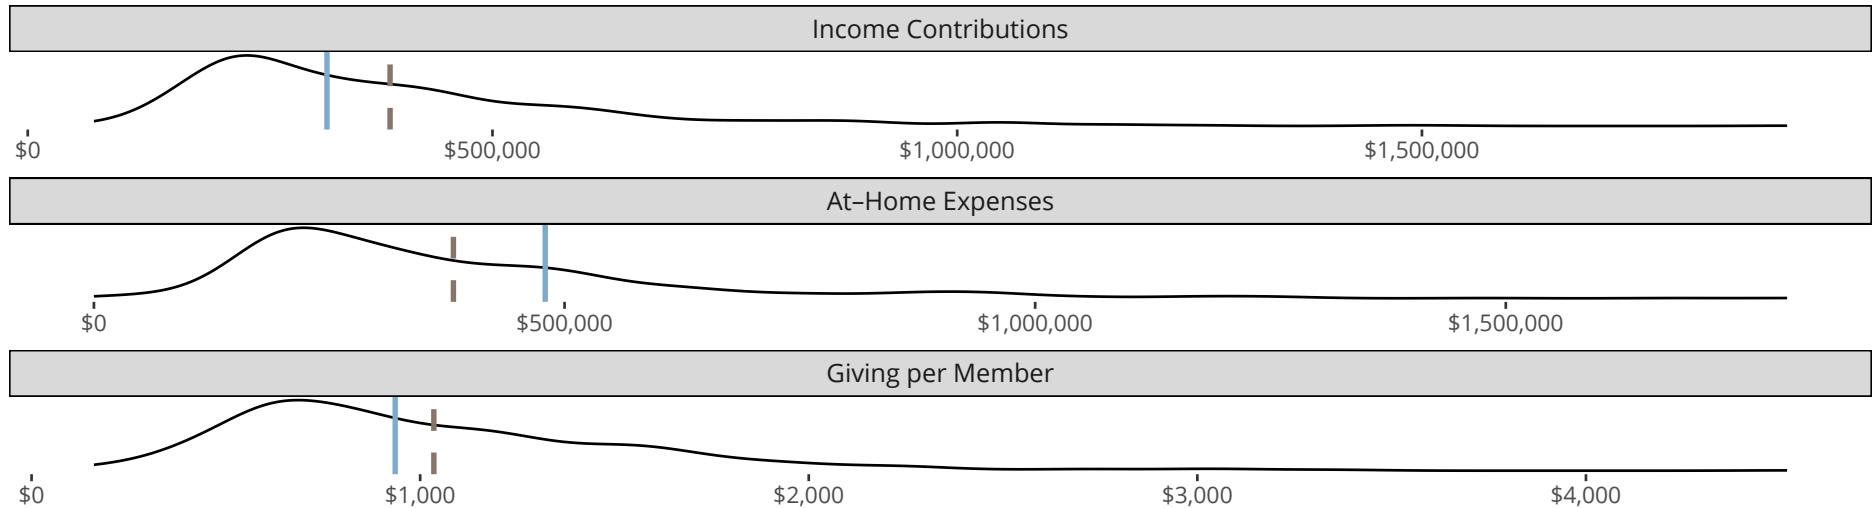 Income Contributions
$0 $500,000 $1,000,000 $1,500,000
At–Home Expenses
$0 $500,000 $1,000,000 $1,500,000
Giving per Member
$0 $1,000 $2,000 $3,000 $4,000